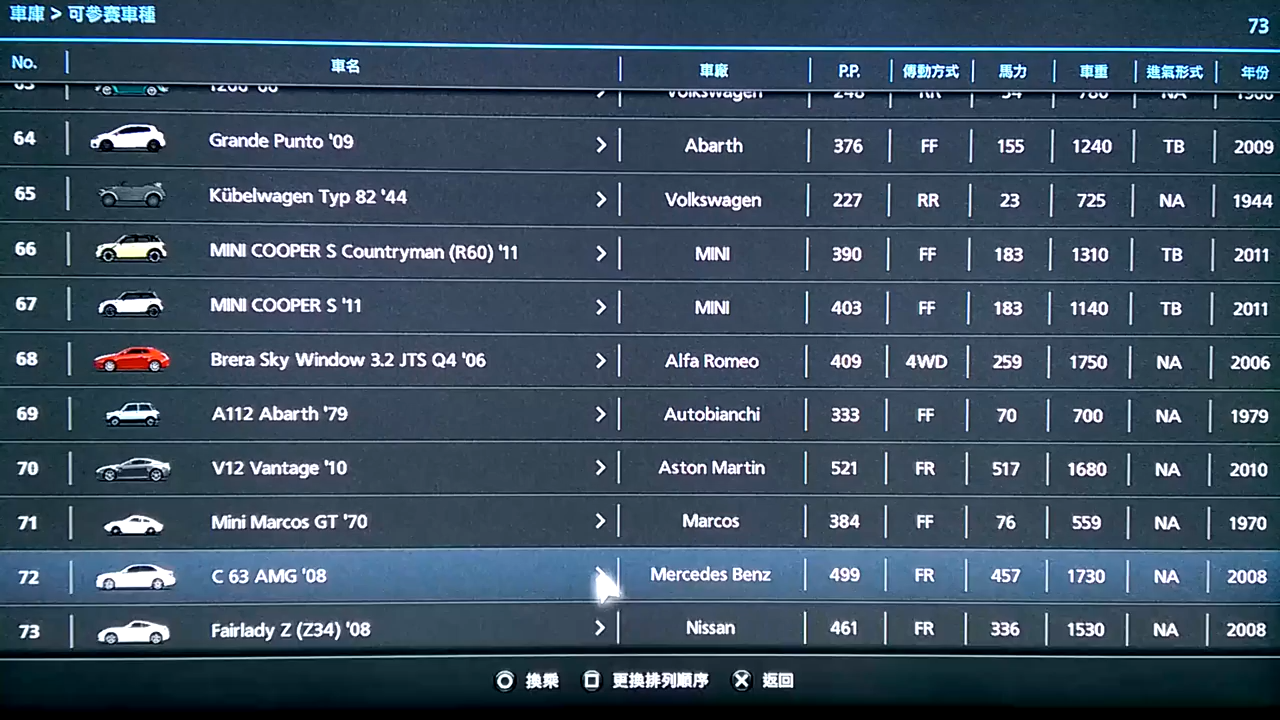 車庫 > 可參賽車種
73
No. 車名 車廠 P.P. 傳動方式 馬力 車重 進氣形式 年份
64 Grande Punto '09 Abarth 376 FF 155 1240 TB 2009
65 Kübelwagen Typ 82 '44 Volkswagen 227 RR 23 725 NA 1944
66 MINI COOPER S Countryman (R60) '11 MINI 390 FF 183 1310 TB 2011
67 MINI COOPER S '11 MINI 403 FF 183 1140 TB 2011
68 Brera Sky Window 3.2 JTS Q4 '06 Alfa Romeo 409 4WD 259 1750 NA 2006
69 A112 Abarth '79 Autobianchi 333 FF 70 700 NA 1979
70 V12 Vantage '10 Aston Martin 521 FR 517 1680 NA 2010
71 Mini Marcos GT '70 Marcos 384 FF 76 559 NA 1970
72 C 63 AMG '08 Mercedes Benz 499 FR 457 1730 NA 2008
73 Fairlady Z (Z34) '08 Nissan 461 FR 336 1530 NA 2008
換乘 更換排列順序 返回